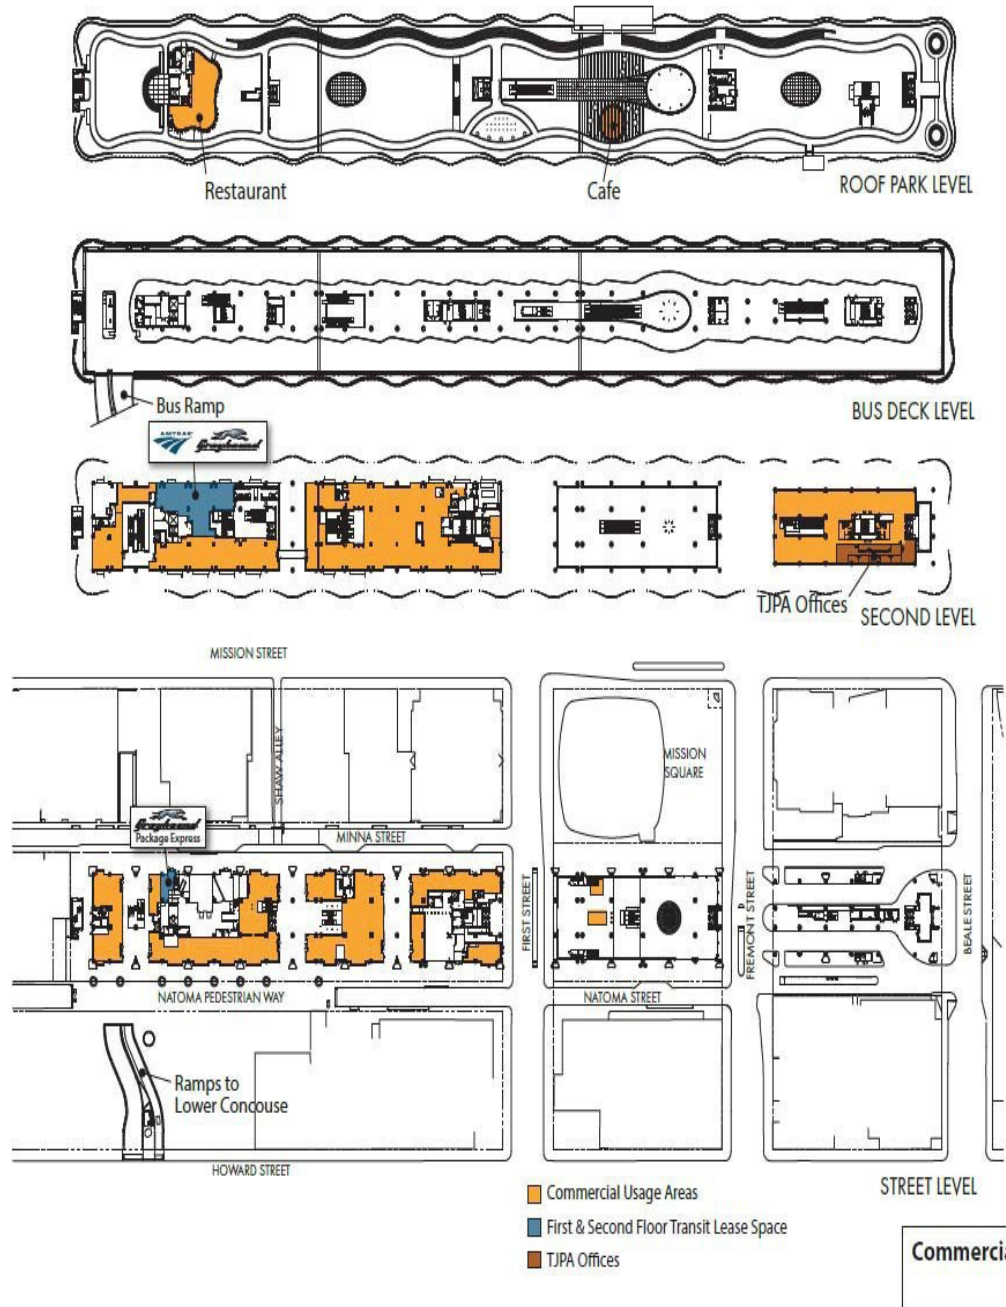 Restaurant
Cafe
ROOF PARK LEVEL
Bus Ramp
BUS DECK LEVEL
AMTRAK
Greyhound
TJPA Offices
SECOND LEVEL
MISSION STREET
SHAW ALLEY
MISSION
SQUARE
Greyhound
Package Express
MINNA STREET
FIRST STREET
FREMONT STREET
BEALE STREET
NATOMA PEDESTRIAN WAY
NATOMA STREET
Ramps to
Lower Concouse
HOWARD STREET
STREET LEVEL
Commercial Usage Areas
First & Second Floor Transit Lease Space
TJPA Offices
Commercia